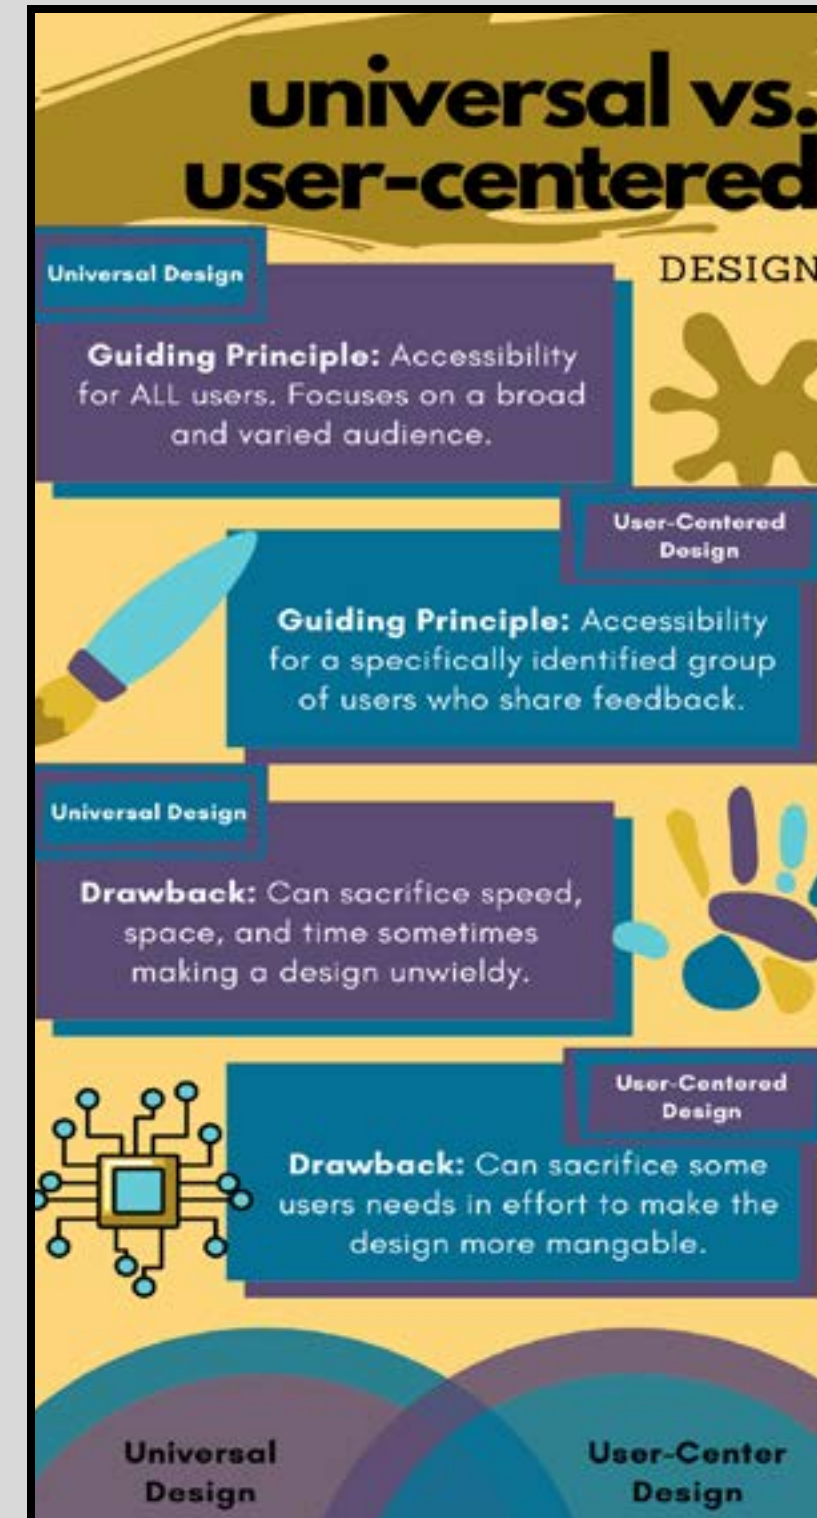 universal vs.
user-centered
DESIGN
Universal Design
Guiding Principle: Accessibility
for ALL users. Focuses on a broad
and varied audience.
User-Centered
Design
Guiding Principle: Accessibility
for a specifically identified group
of users who share feedback.
Universal Design
Drawback: Can sacrifice speed,
space, and time sometimes
making a design unwieldy.
User-Centered
Design
Drawback: Can sacrifice some
users needs in effort to make the
design more mangable.
Universal
Design
User-Center
Design